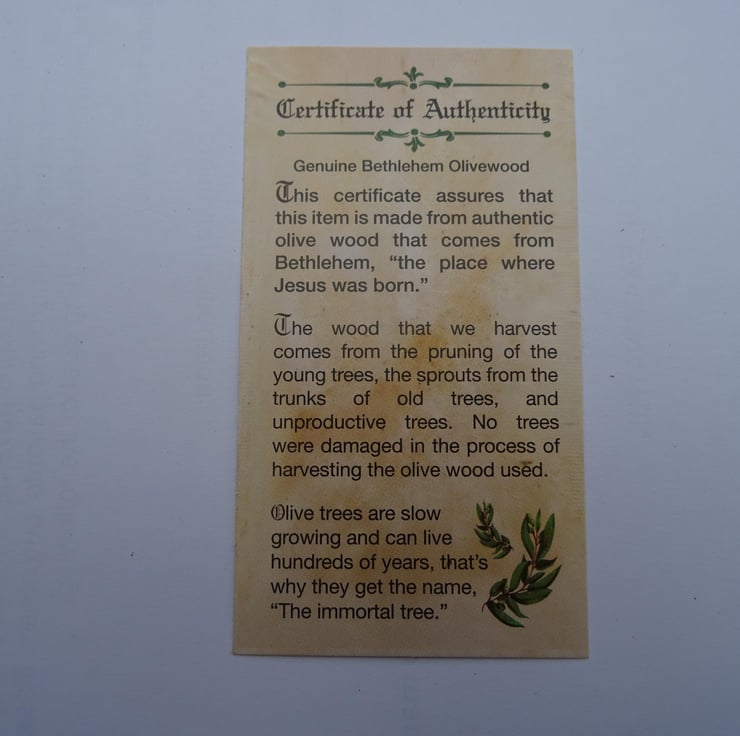 Certificate of Authenticity
Genuine Bethlehem Olivewood
This certificate assures that
this item is made from authentic
olive wood that comes from
Bethlehem, “the place where
Jesus was born.”
The wood that we harvest
comes from the pruning of the
young trees, the sprouts from the
trunks of old trees, and
unproductive trees. No trees
were damaged in the process of
harvesting the olive wood used.
Olive trees are slow
growing and can live
hundreds of years, that’s
why they get the name,
“The immortal tree.”